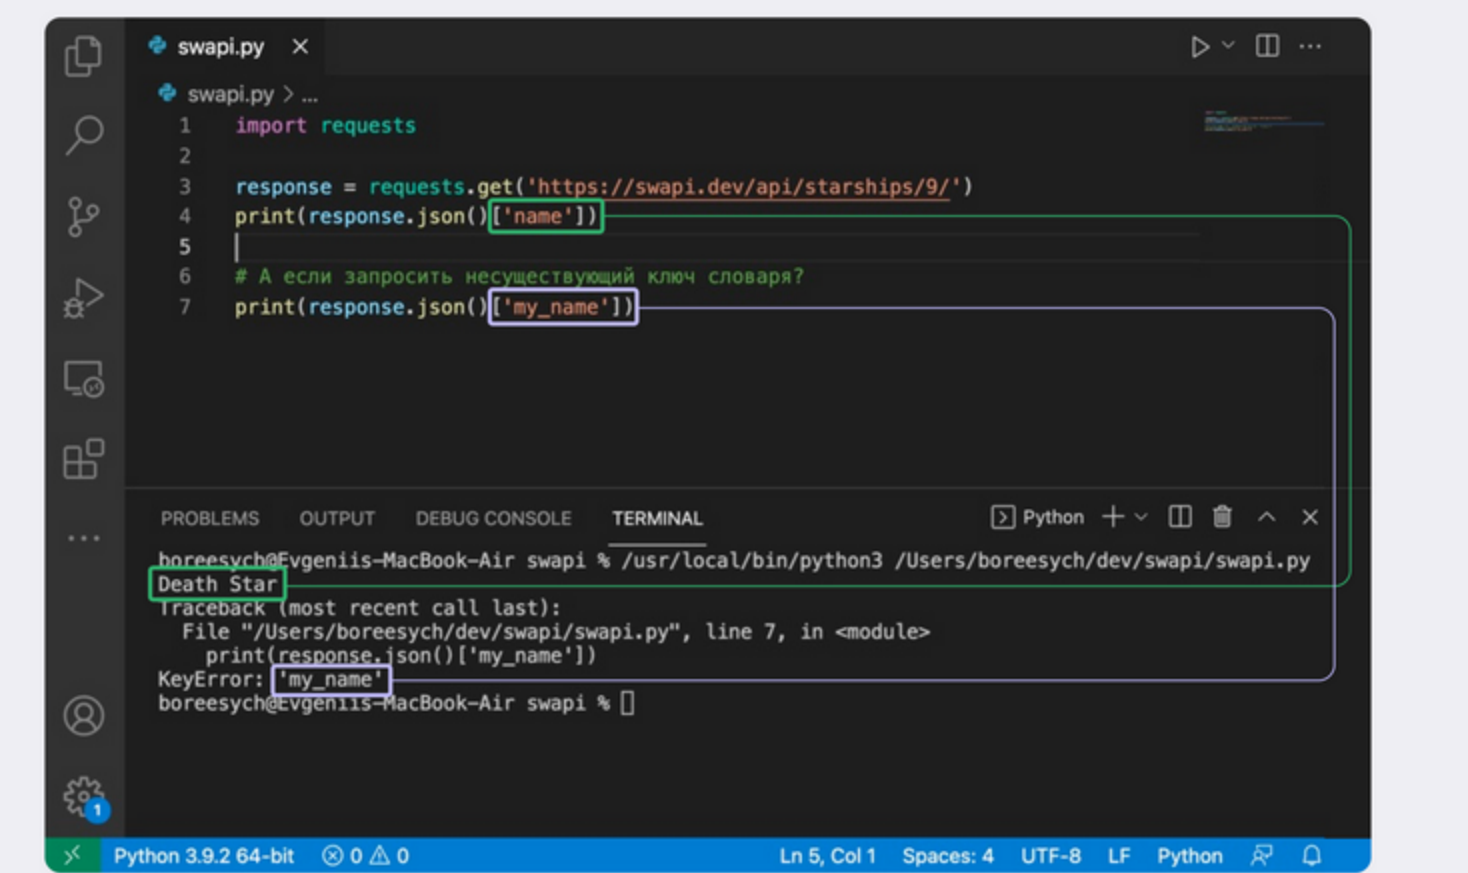 swapi.py
swapi.py > ...
1 import requests
2
3 response = requests.get('https://swapi.dev/api/starships/9/')
4 print(response.json()['name'])
5
6 # А если запросить несуществующий ключ словаря?
7 print(response.json()['my_name'])
PROBLEMS OUTPUT DEBUG CONSOLE TERMINAL Python
boreesych@Evgeniis-MacBook-Air swapi % /usr/local/bin/python3 /Users/boreesych/dev/swapi/swapi.py
Death Star
Traceback (most recent call last):
File "/Users/boreesych/dev/swapi/swapi.py", line 7, in <module>
print(response.json()['my_name'])
KeyError: 'my_name'
boreesych@Evgeniis-MacBook-Air swapi %
1
Python 3.9.2 64-bit 0 0 Ln 5, Col 1 Spaces: 4 UTF-8 LF Python